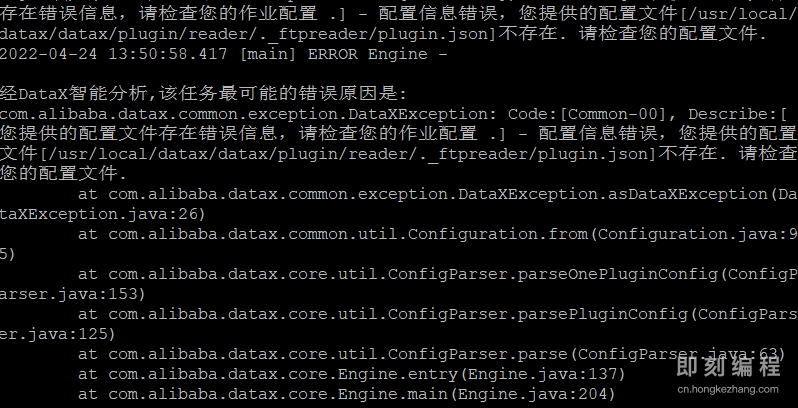 存在错误信息，请检查您的作业配置 .] - 配置信息错误，您提供的配置文件[/usr/local/
datax/datax/plugin/reader/._ftpreader/plugin.json]不存在. 请检查您的配置文件.
2022-04-24 13:50:58.417 [main] ERROR Engine -
经DataX智能分析,该任务最可能的错误原因是:
com.alibaba.datax.common.exception.DataXException: Code:[Common-00], Describe:[
您提供的配置文件存在错误信息，请检查您的作业配置 .] - 配置信息错误，您提供的配置
文件[/usr/local/datax/datax/plugin/reader/._ftpreader/plugin.json]不存在. 请检查
您的配置文件.
at com.alibaba.datax.common.exception.DataXException.asDataXException(Da
taXException.java:26)
at com.alibaba.datax.common.util.Configuration.from(Configuration.java:9
5)
at com.alibaba.datax.core.util.ConfigParser.parseOnePluginConfig(ConfigP
arser.java:153)
at com.alibaba.datax.core.util.ConfigParser.parsePluginConfig(ConfigPars
er.java:125)
at com.alibaba.datax.core.util.ConfigParser.parse(ConfigParser.java:63)
at com.alibaba.datax.core.Engine.entry(Engine.java:137)
at com.alibaba.datax.core.Engine.main(Engine.java:204)
即刻编程
cn.hongkezhang.com